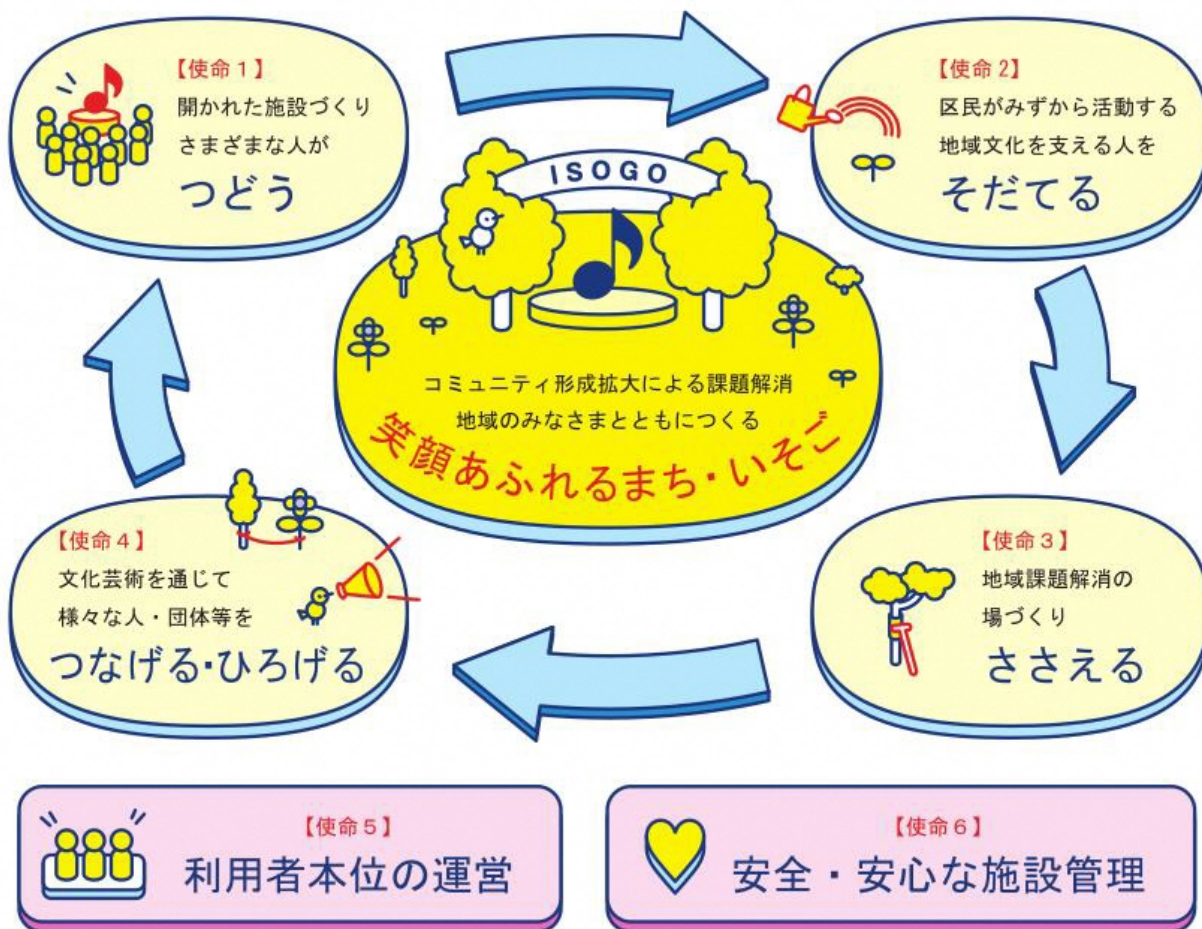 【使命１】
開かれた施設づくり
さまざまな人が
つどう
【使命２】
区民がみずから活動する
地域文化を支える人を
そだてる
ISOGO
コミュニティ形成拡大による課題解消
地域のみなさまとともにつくる
笑顔あふれるまち・いそご
【使命３】
地域課題解消の
場づくり
ささえる
【使命４】
文化芸術を通じて
様々な人・団体等を
つなげる・ひろげる
【使命５】
利用者本位の運営
【使命６】
安全・安心な施設管理